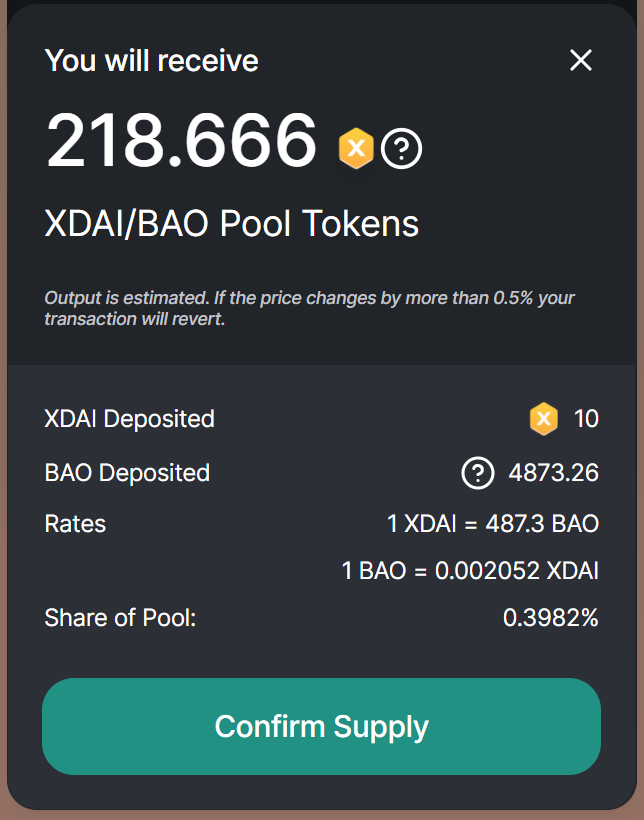 You will receive
218.666
XDAI/BAO Pool Tokens
Output is estimated. If the price changes by more than 0.5% your
transaction will revert.
XDAI Deposited 10
BAO Deposited 4873.26
Rates 1 XDAI = 487.3 BAO
1 BAO = 0.002052 XDAI
Share of Pool: 0.3982%
Confirm Supply